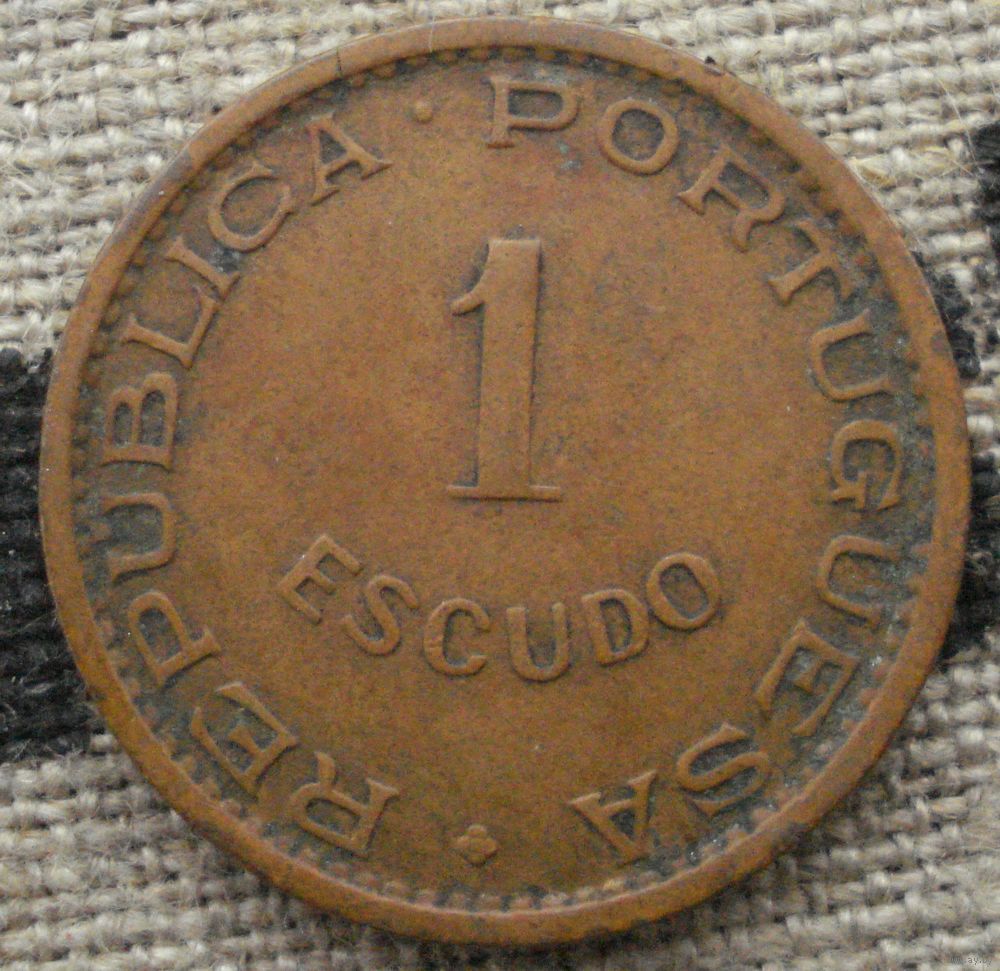 REPUBLICA · PORTUGUESA
1
ESCUDO